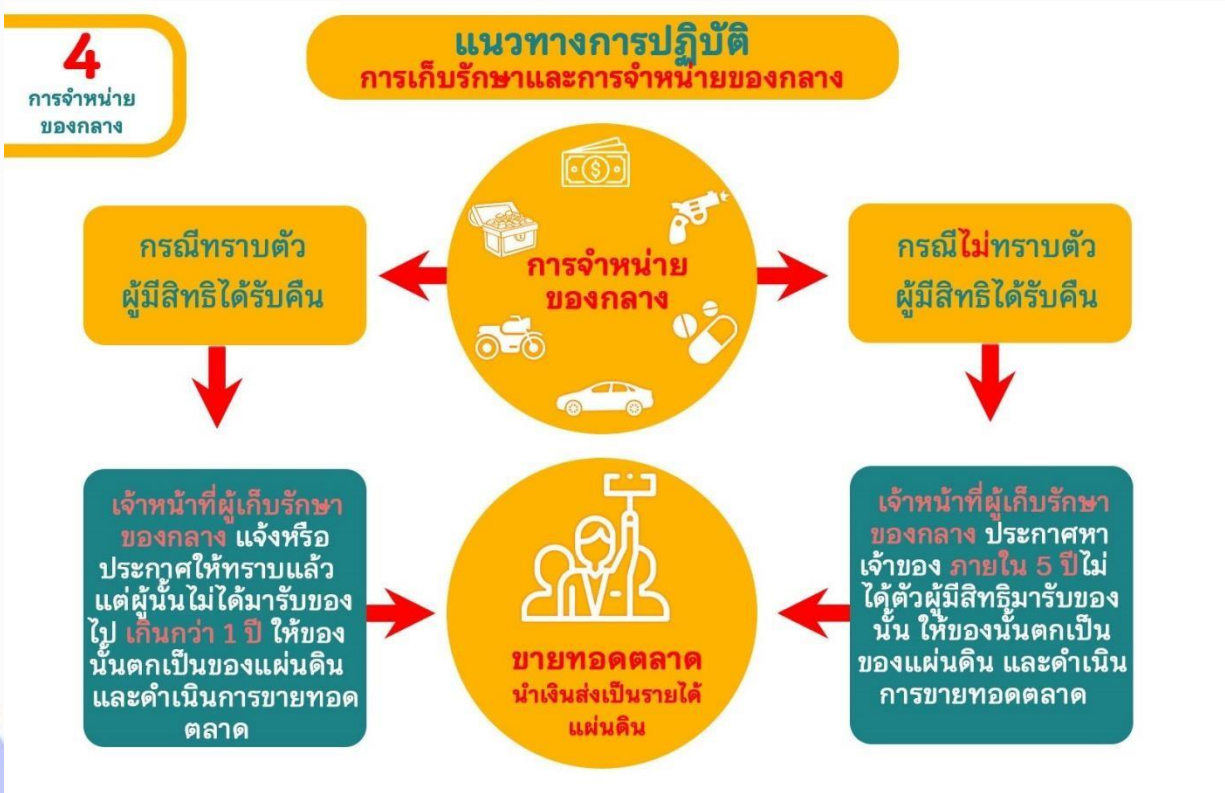 4
การจำหน่าย
ของกลาง
แนวทางการปฏิบัติ
การเก็บรักษาและการจำหน่ายของกลาง
กรณีทราบตัว
ผู้มีสิทธิได้รับคืน
การจำหน่าย
ของกลาง
กรณีไม่ทราบตัว
ผู้มีสิทธิได้รับคืน
เจ้าหน้าที่ผู้เก็บรักษา
ของกลาง แจ้งหรือ
ประกาศให้ทราบแล้ว
แต่ผู้นั้นไม่ได้มารับของ
ไป เกินกว่า 1 ปี ให้ของ
นั้นตกเป็นของแผ่นดิน
และดำเนินการขายทอด
ตลาด
ขายทอดตลาด
นำเงินส่งเป็นรายได้
แผ่นดิน
เจ้าหน้าที่ผู้เก็บรักษา
ของกลาง ประกาศหา
เจ้าของ ภายใน 5 ปีไม่
ได้ตัวผู้มีสิทธิมารับของ
นั้น ให้ของนั้นตกเป็น
ของแผ่นดิน และดำเนิน
การขายทอดตลาด